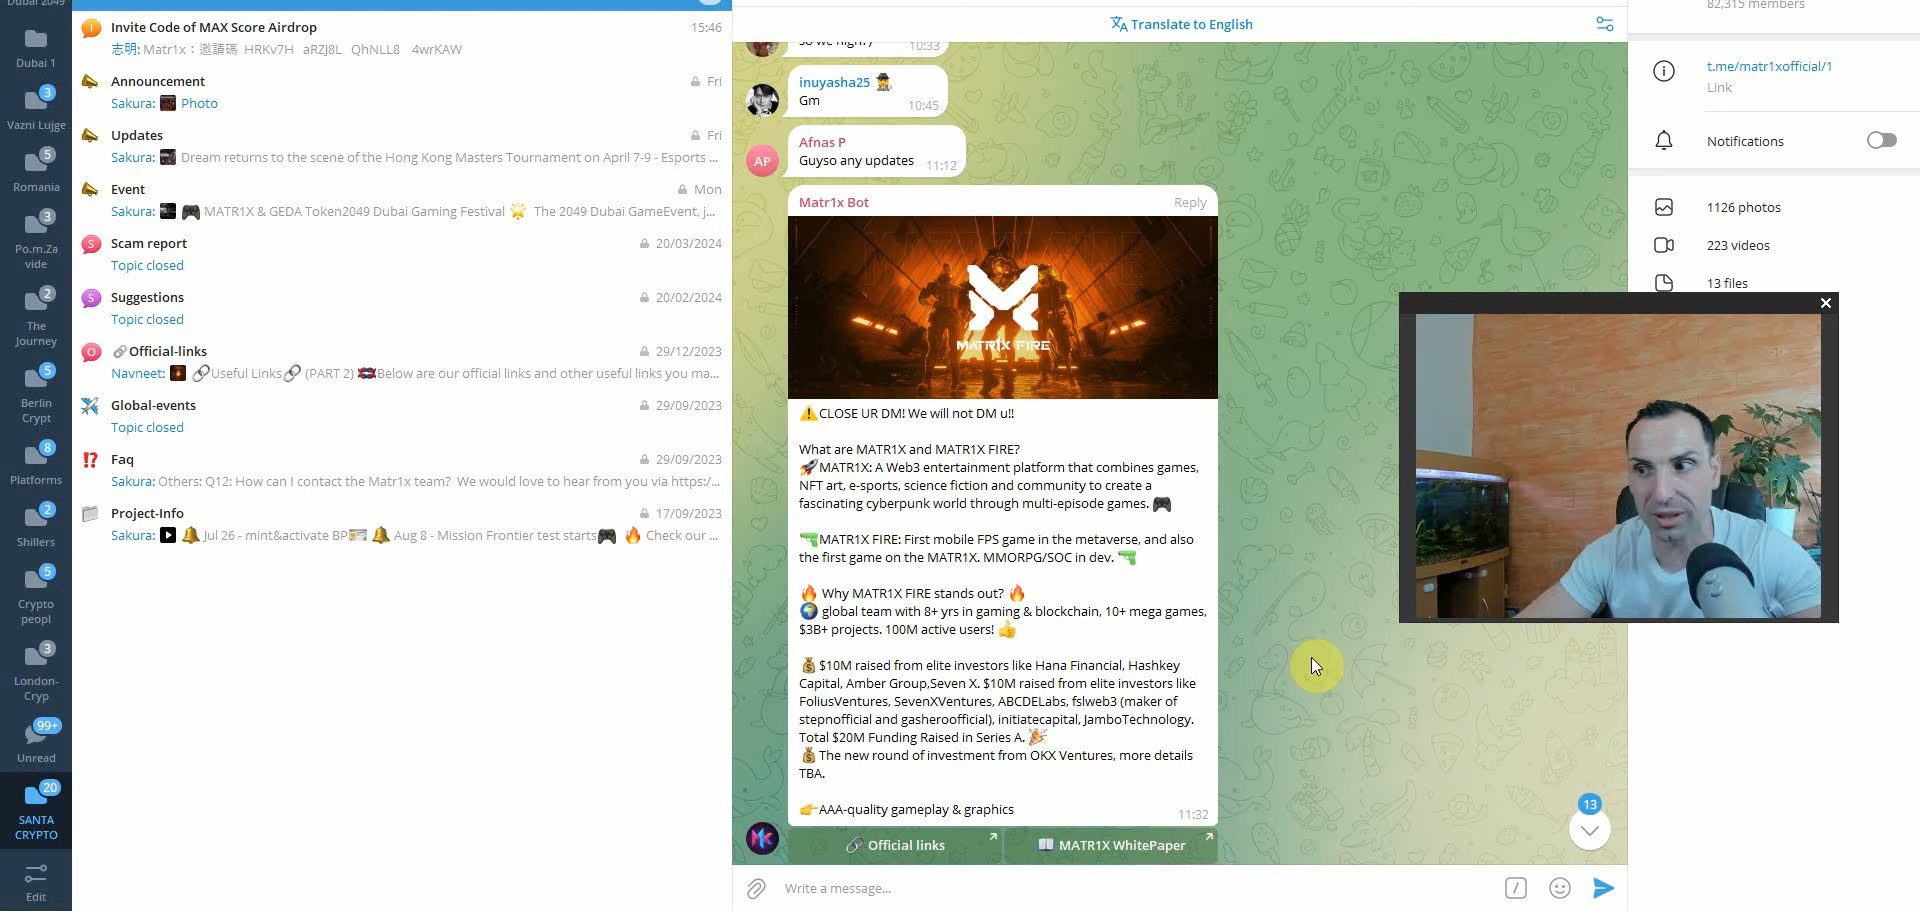 Dubai 2049
Dubai 1
3
Vazni Lujge
5
Romania
3
Po.m.Za
vide
2
The
Journey
5
Berlin
Crypt
8
Platforms
2
Shillers
5
Crypto
peopl
3
London-
Cryp
99+
Unread
20
SANTA
CRYPTO
Edit
I
Invite Code of MAX Score Airdrop
15:46
志明: Matr1x：邀請碼 HRKv7H aRZJ8L QhNLL8 4wrKAW
Announcement
Fri
Sakura: Photo
Updates
Fri
Sakura: Dream returns to the scene of the Hong Kong Masters Tournament on April 7-9 - Esports ...
Event
Mon
Sakura: 🎮 MATR1X & GEDA Token2049 Dubai Gaming Festival 🌟 The 2049 Dubai GameEvent, j...
S
Scam report
20/03/2024
Topic closed
S
Suggestions
20/02/2024
Topic closed
O
🔗Official-links
29/12/2023
Navneet: 🔗Useful Links🔗 (PART 2) Below are our official links and other useful links you ma...
Global-events
29/09/2023
Topic closed
⁉️
Faq
29/09/2023
Sakura: Others: Q12: How can I contact the Matr1x team? We would love to hear from you via https:/...
Project-Info
17/09/2023
Sakura: 🔔 Jul 26 - mint&activate BP🪪 🔔 Aug 8 - Mission Frontier test starts🎮 🔥 Check our ...
Translate to English
10:33
inuyasha25
Gm
10:45
AP
Afnas P
Guyso any updates
11:12
Matr1x Bot
Reply
MATR1X FIRE
⚠️CLOSE UR DM! We will not DM u!!
What are MATR1X and MATR1X FIRE?
🚀MATR1X: A Web3 entertainment platform that combines games,
NFT art, e-sports, science fiction and community to create a
fascinating cyberpunk world through multi-episode games. 🎮
🔫MATR1X FIRE: First mobile FPS game in the metaverse, and also
the first game on the MATR1X. MMORPG/SOC in dev. 🔫
🔥 Why MATR1X FIRE stands out? 🔥
🌍 global team with 8+ yrs in gaming & blockchain, 10+ mega games,
$3B+ projects. 100M active users! 👍
💰 $10M raised from elite investors like Hana Financial, Hashkey
Capital, Amber Group,Seven X. $10M raised from elite investors like
FoliusVentures, SevenXVentures, ABCDELabs, fslweb3 (maker of
stepnofficial and gasheroofficial), initiatecapital, JamboTechnology.
Total $20M Funding Raised in Series A. 🎉
💰The new round of investment from OKX Ventures, more details
TBA.
👉AAA-quality gameplay & graphics
11:32
🔗 Official links
📖 MATR1X WhitePaper
13
Write a message...
82,315 members
t.me/matr1xofficial/1
Link
Notifications
1126 photos
223 videos
13 files